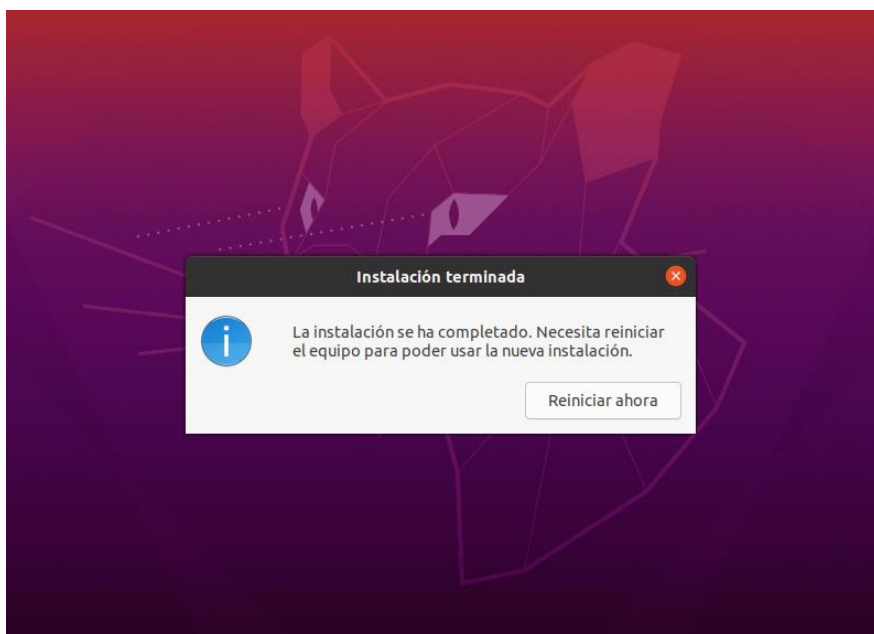 Instalación terminada
La instalación se ha completado. Necesita reiniciar
el equipo para poder usar la nueva instalación.
Reiniciar ahora